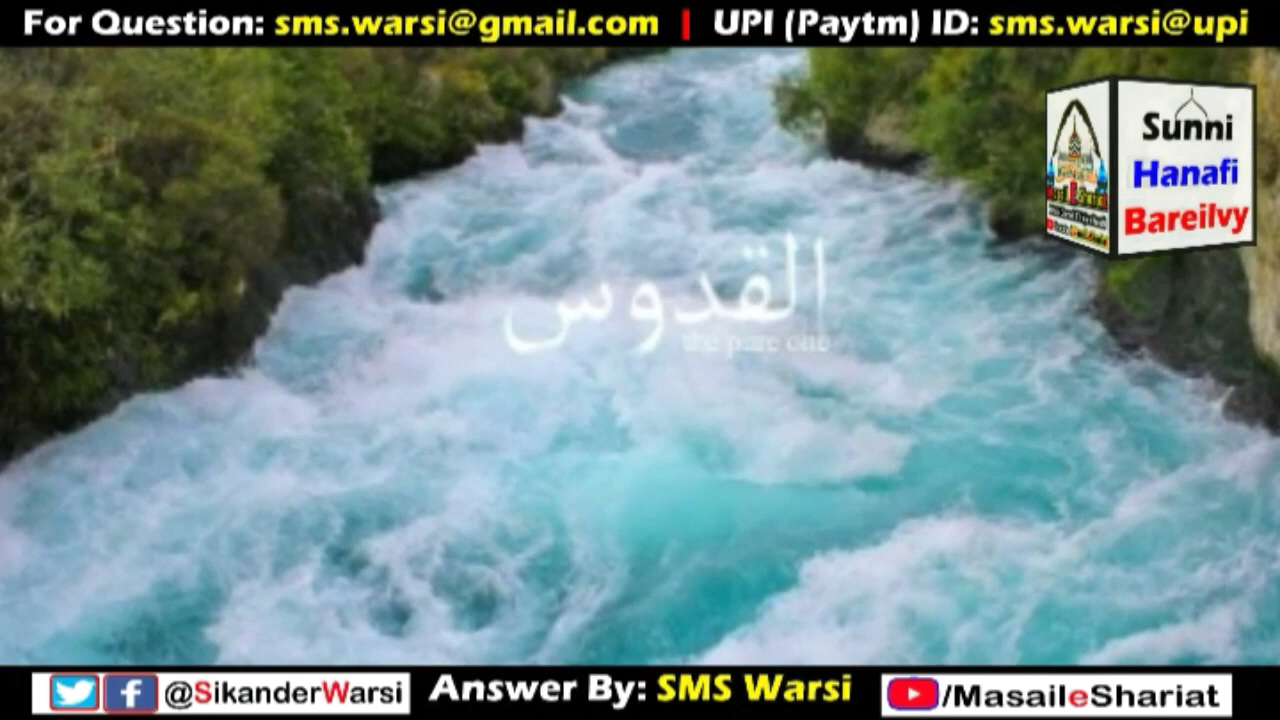 For Question: sms.warsi@gmail.com | UPI (Paytm) ID: sms.warsi@upi
Sunni
Hanafi
Bareilvy
القدوس
the pure one
@SikanderWarsi
Answer By: SMS Warsi
/MasaileShariat